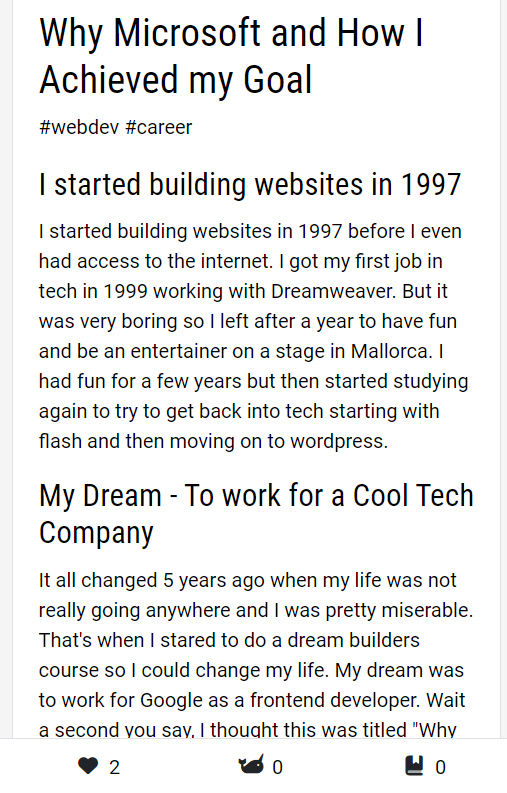 Why Microsoft and How I
Achieved my Goal
#webdev #career
I started building websites in 1997
I started building websites in 1997 before I even
had access to the internet. I got my first job in
tech in 1999 working with Dreamweaver. But it
was very boring so I left after a year to have fun
and be an entertainer on a stage in Mallorca. I
had fun for a few years but then started studying
again to try to get back into tech starting with
flash and then moving on to wordpress.
My Dream - To work for a Cool Tech
Company
It all changed 5 years ago when my life was not
really going anywhere and I was pretty miserable.
That's when I stared to do a dream builders
course so I could change my life. My dream was
to work for Google as a frontend developer. Wait
a second you say, I thought this was titled "Why
2 0 0